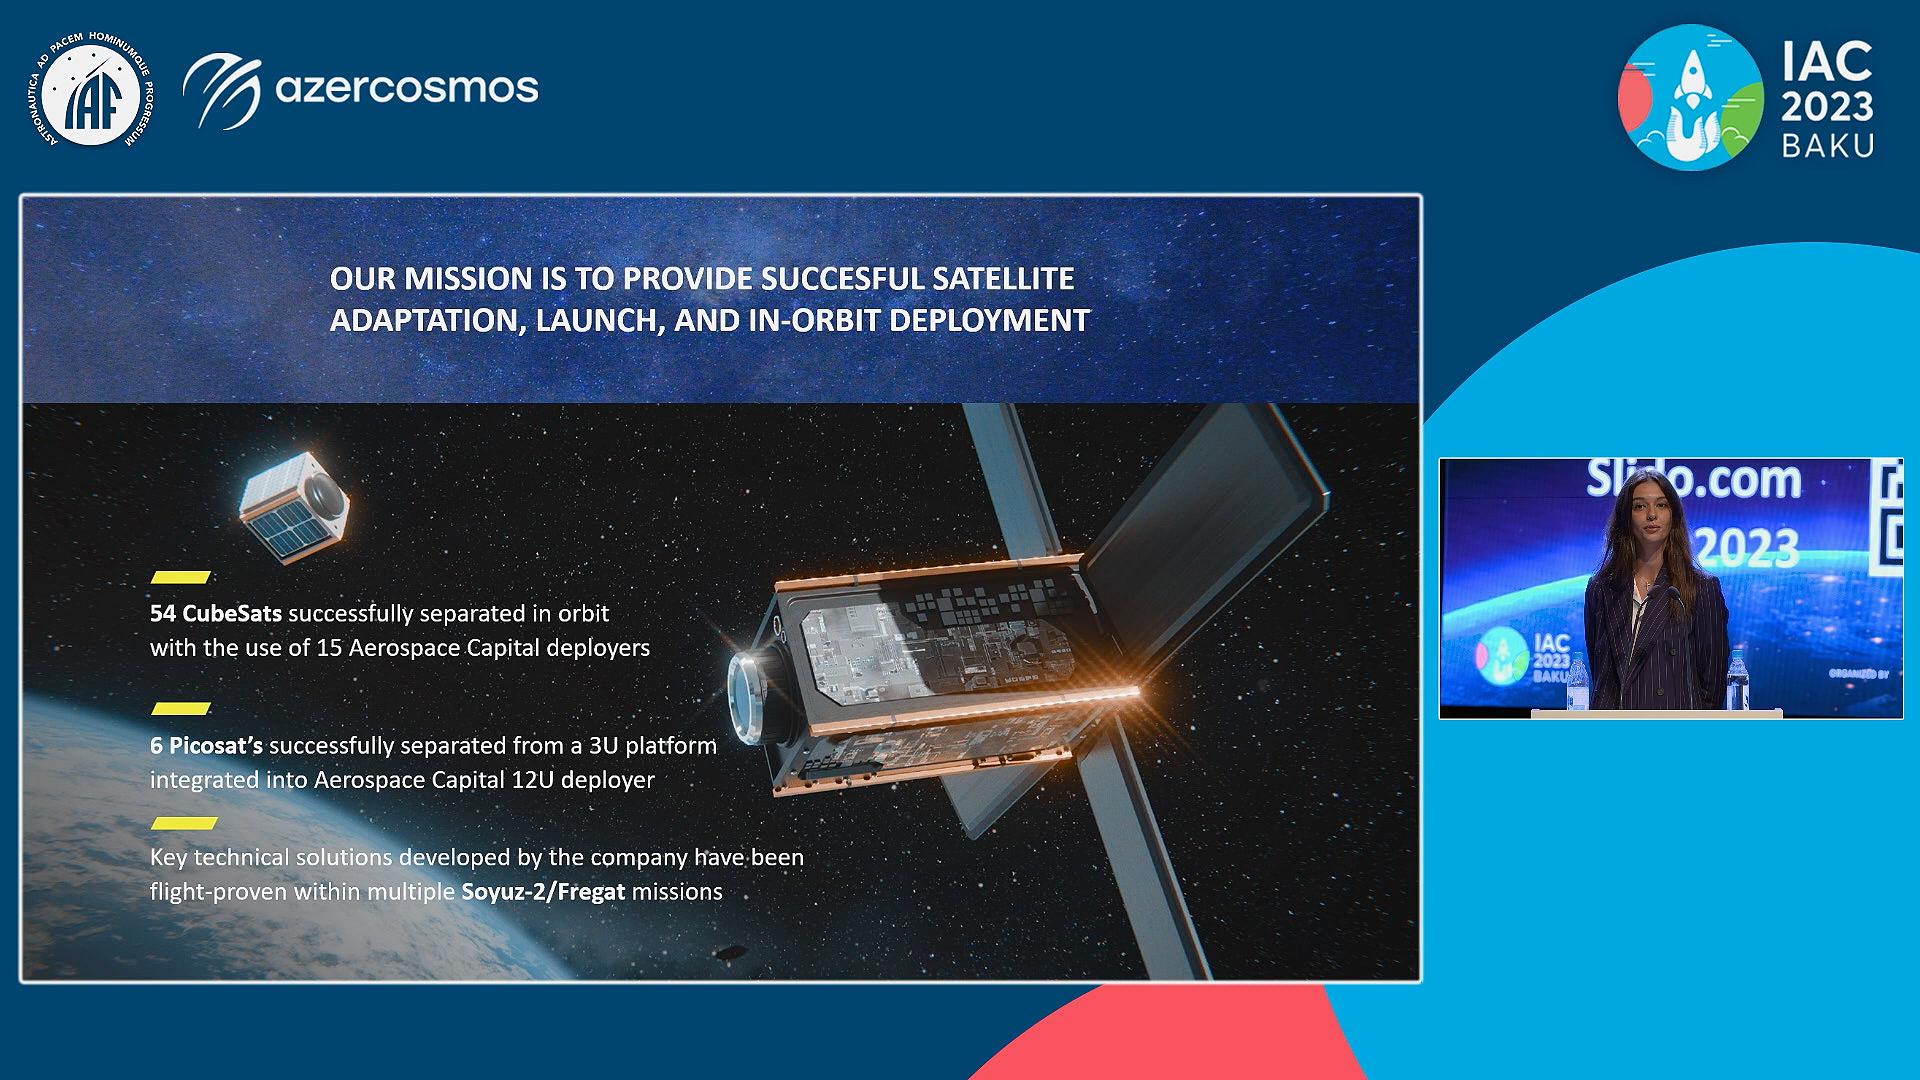 ASTRONAUTICA AD PACEM HOMINUMQUE PROGRESSUM
IAF
azercosmos
IAC
2023
BAKU
OUR MISSION IS TO PROVIDE SUCCESFUL SATELLITE
ADAPTATION, LAUNCH, AND IN-ORBIT DEPLOYMENT
54 CubeSats successfully separated in orbit
with the use of 15 Aerospace Capital deployers
6 Picosat’s successfully separated from a 3U platform
integrated into Aerospace Capital 12U deployer
Key technical solutions developed by the company have been
flight-proven within multiple Soyuz-2/Fregat missions
Slido.com
2023
IAC
2023
BAKU
ORGANIZED BY